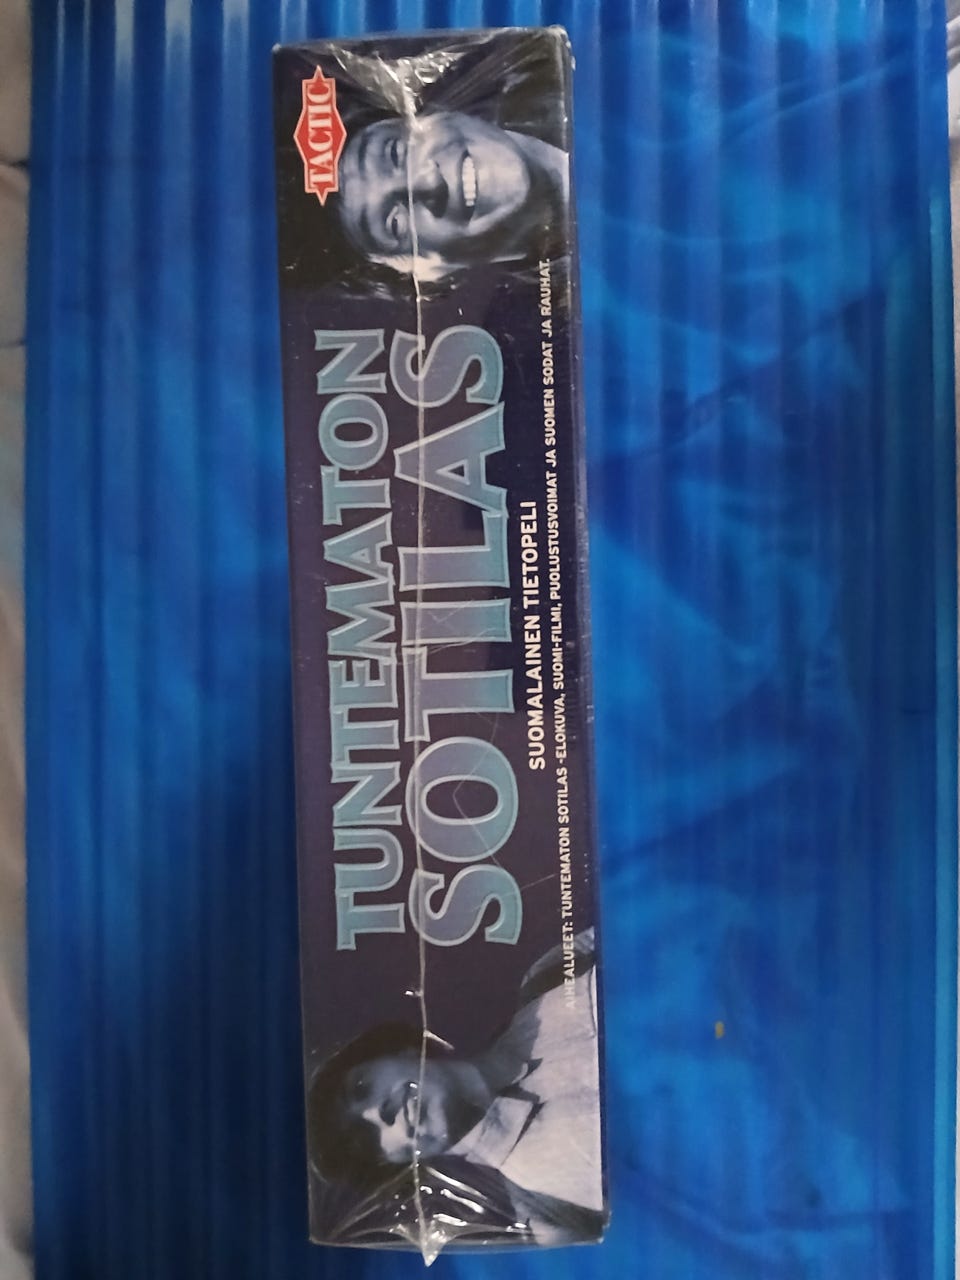 TACTIC
TUNTEMATON
SOTILAS
SUOMALAINEN TIETOPELI
AIHEALUEET: TUNTEMATON SOTILAS -ELOKUVA, SUOMI-FILMI, PUOLUSTUSVOIMAT JA SUOMEN SODAT JA RAUHAT.